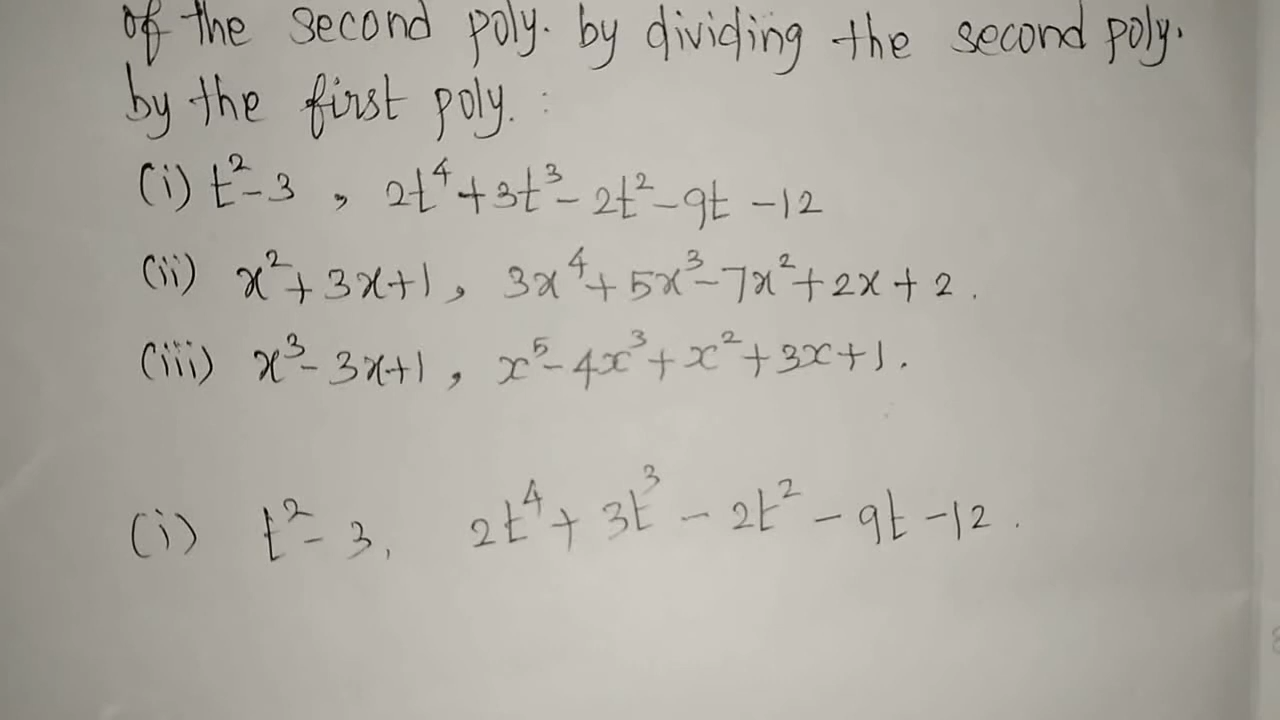 of the second poly. by dividing the second poly.
by the first poly. :
(i) t²-3 , 2t⁴+3t³-2t²-9t-12
(ii) x²+3x+1, 3x⁴+5x³-7x²+2x+2.
(iii) x³-3x+1, x⁵-4x³+x²+3x+1.
(i) t²-3, 2t⁴+3t³-2t²-9t-12.